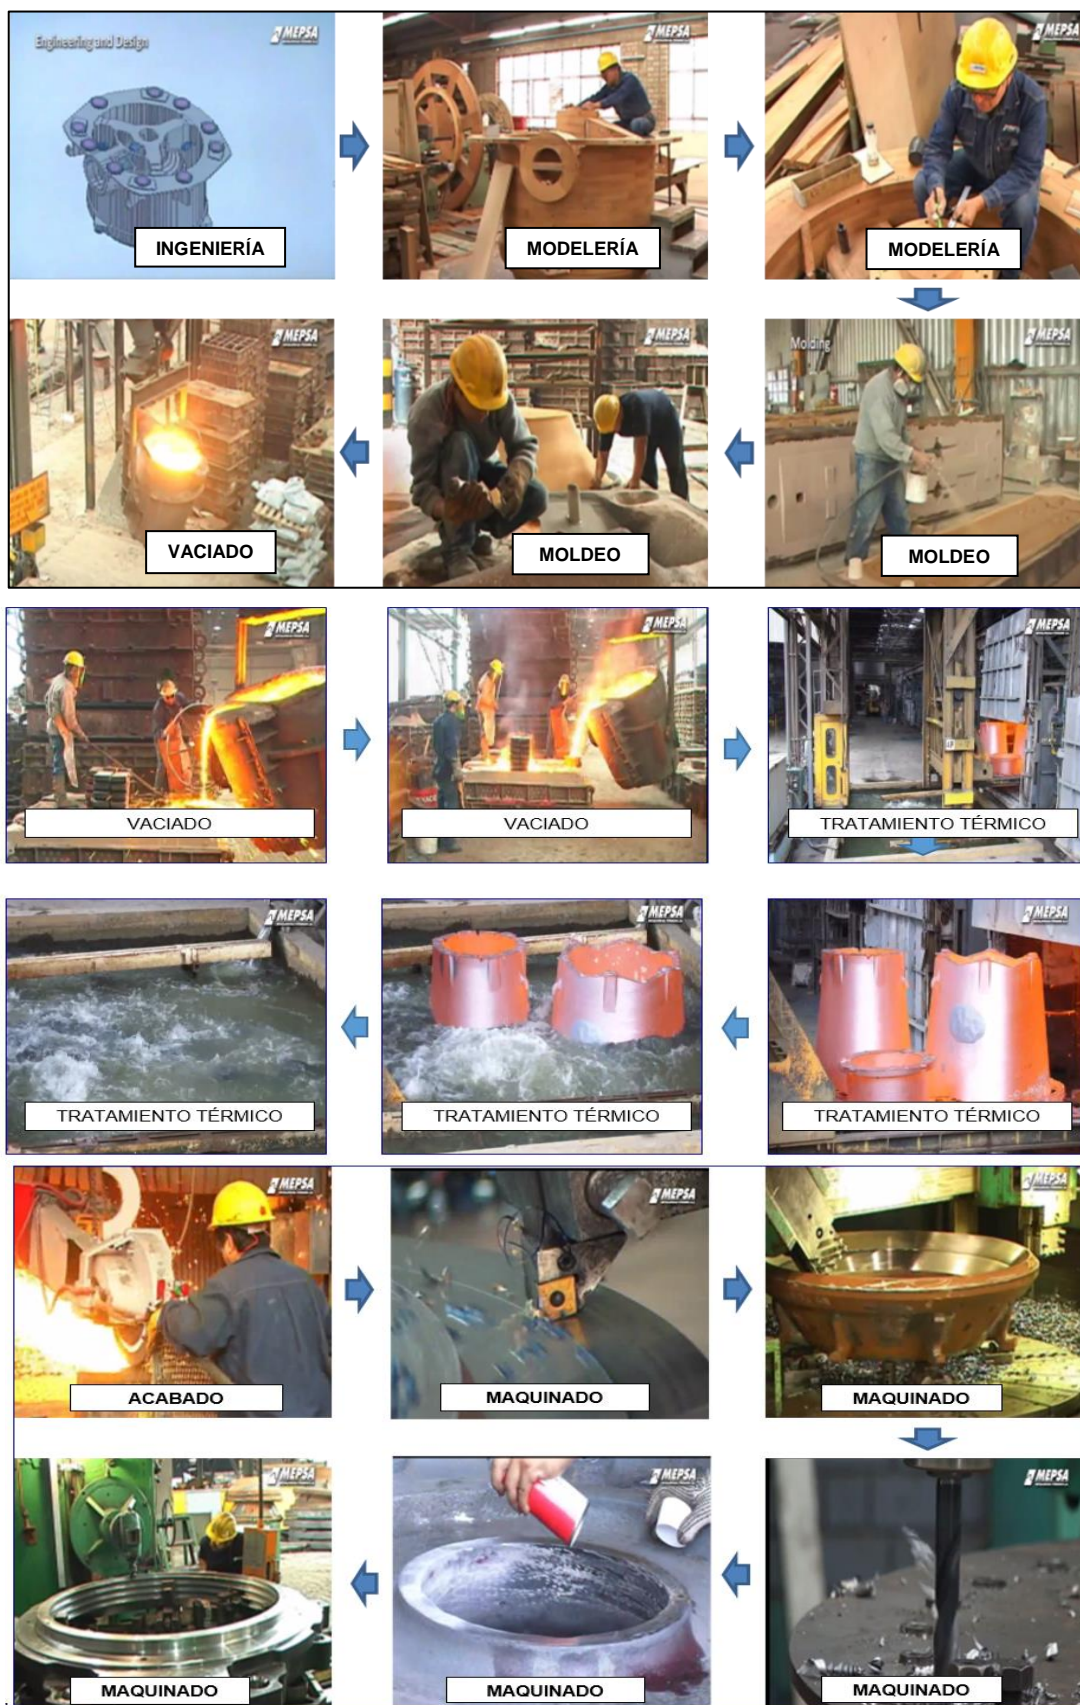 Engineering and Design
MEPSA
INGENIERÍA
MEPSA
MODELERÍA
MEPSA
MODELERÍA
MEPSA
VACIADO
MEPSA
MOLDEO
Molding
MEPSA
MOLDEO
MEPSA
VACIADO
MEPSA
VACIADO
MEPSA
TRATAMIENTO TÉRMICO
MEPSA
TRATAMIENTO TÉRMICO
MEPSA
TRATAMIENTO TÉRMICO
MEPSA
TRATAMIENTO TÉRMICO
MEPSA
ACABADO
MEPSA
MAQUINADO
MEPSA
MAQUINADO
MEPSA
MAQUINADO
MEPSA
MAQUINADO
MEPSA
MAQUINADO